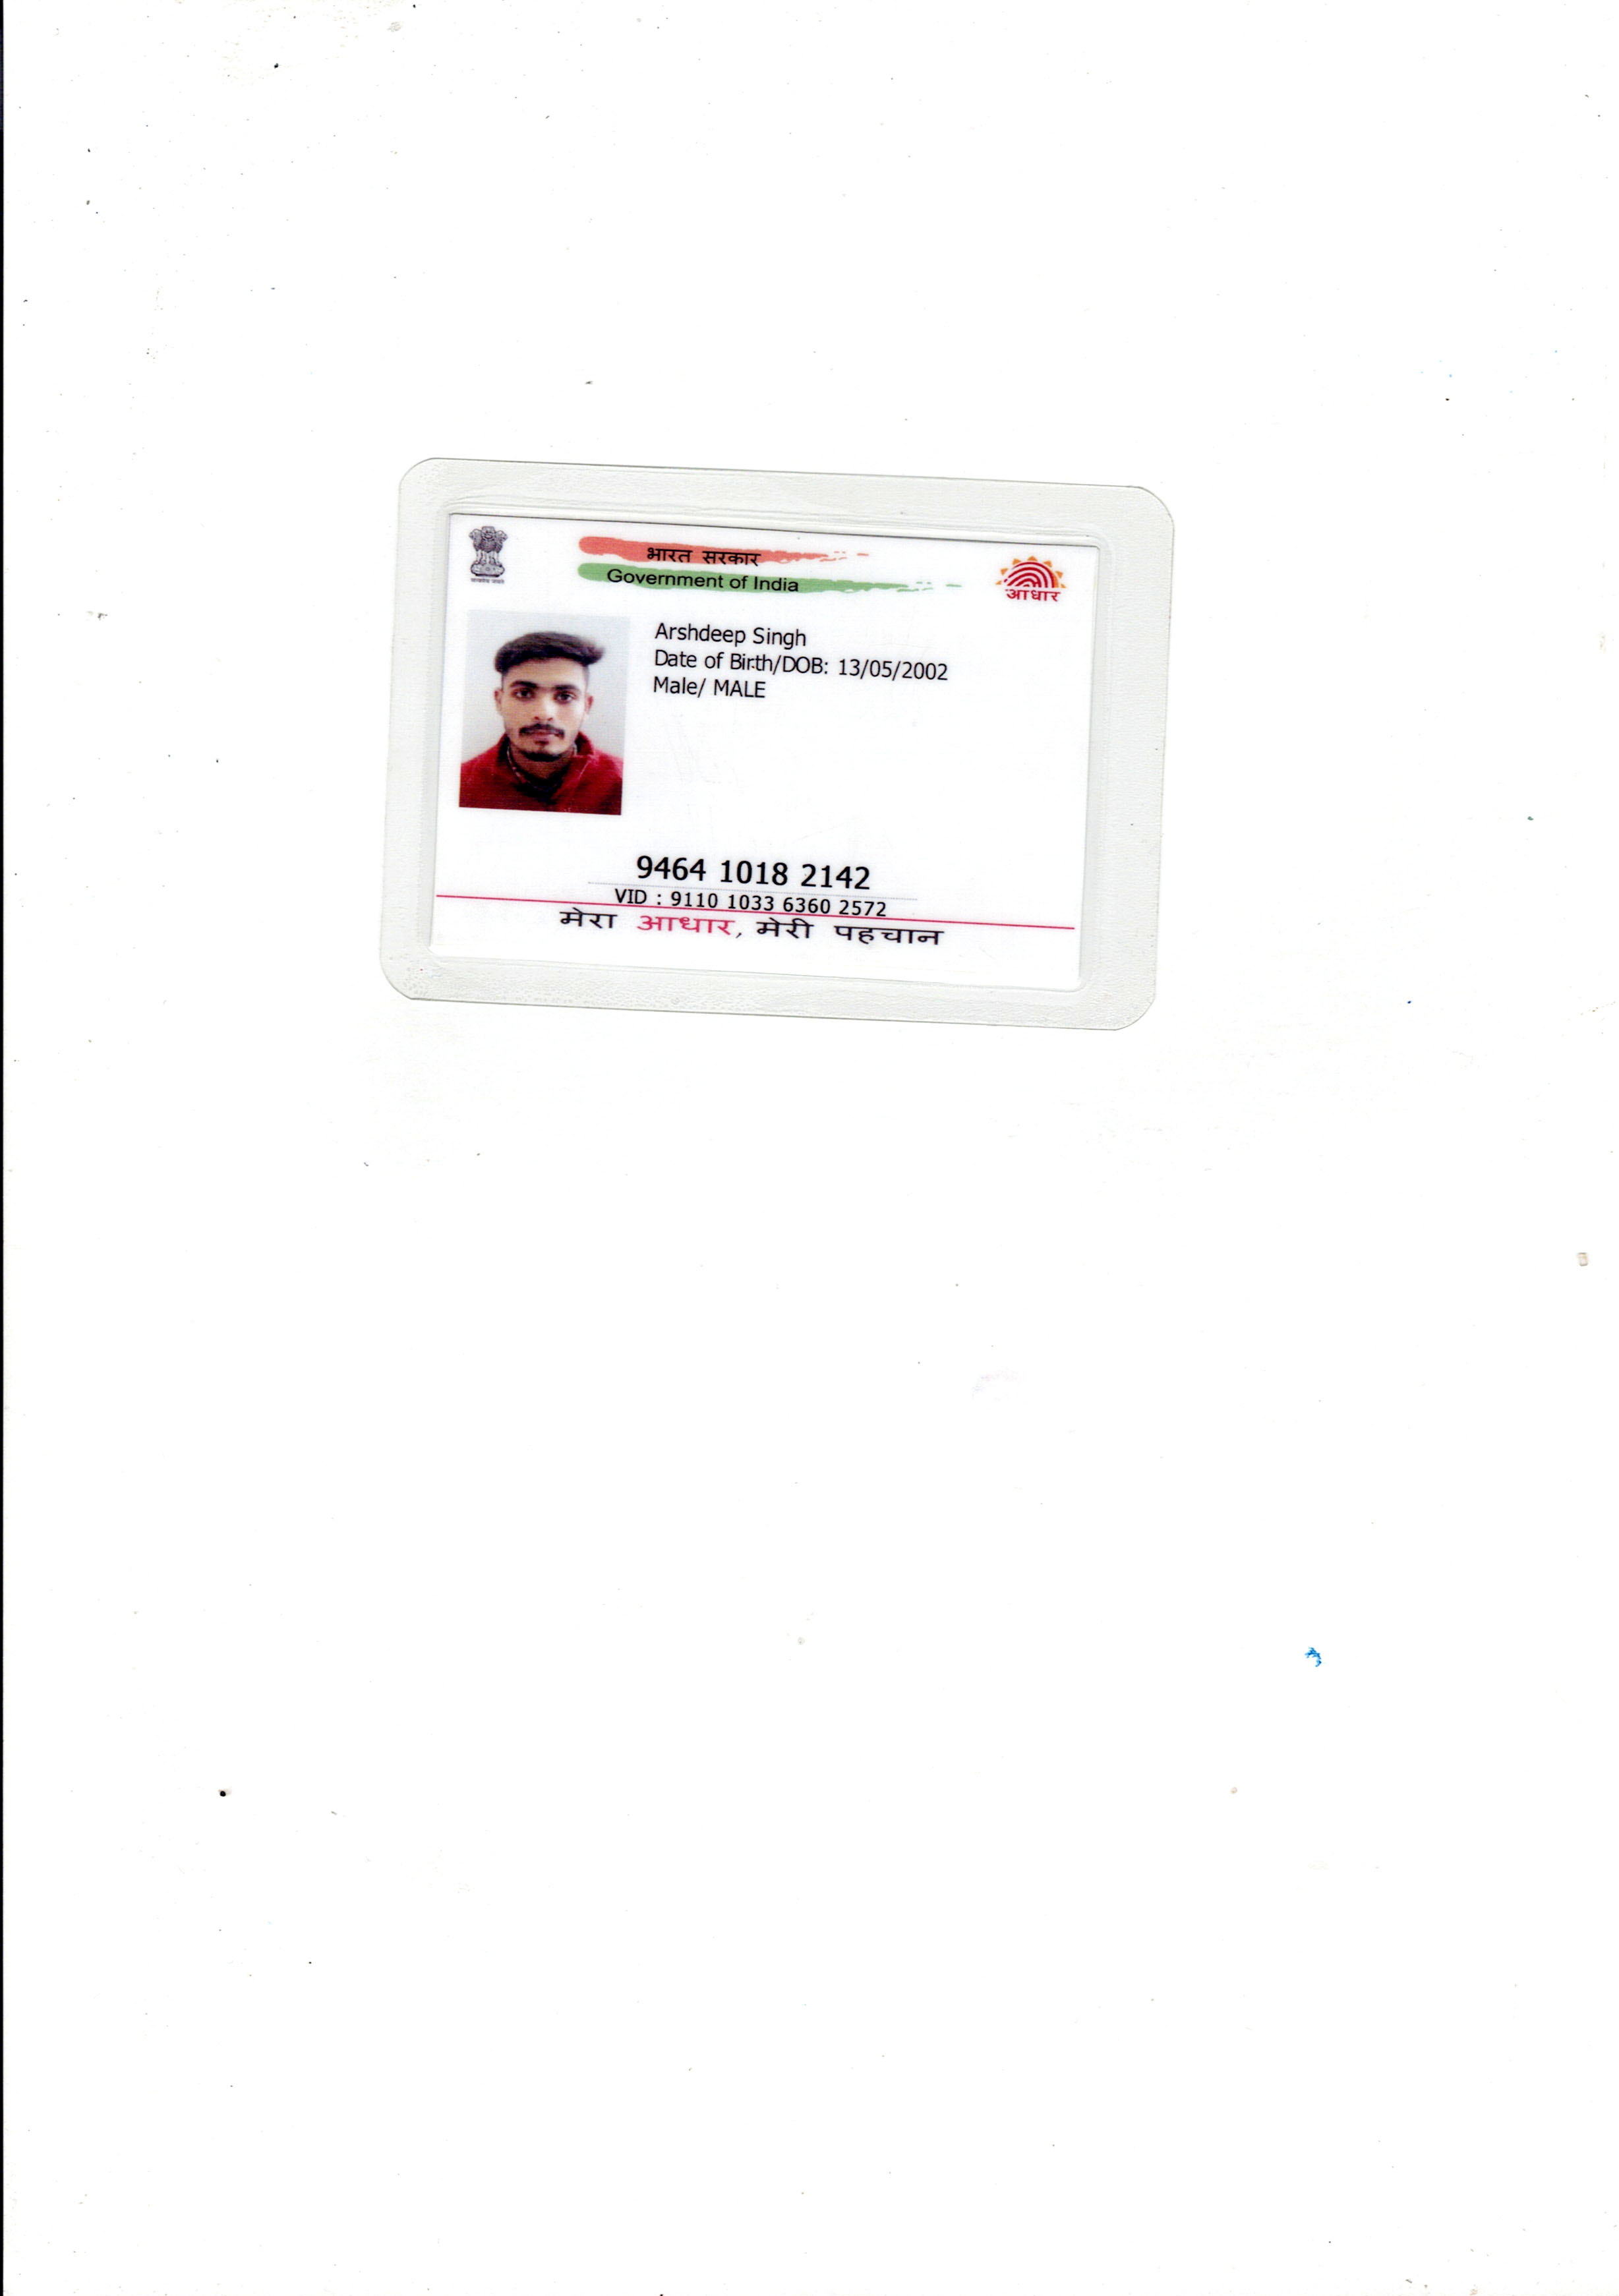 भारत सरकार
Government of India
आधार
Arshdeep Singh
Date of Birth/DOB: 13/05/2002
Male/ MALE
9464 1018 2142
VID : 9110 1033 6360 2572
मेरा आधार, मेरी पहचान